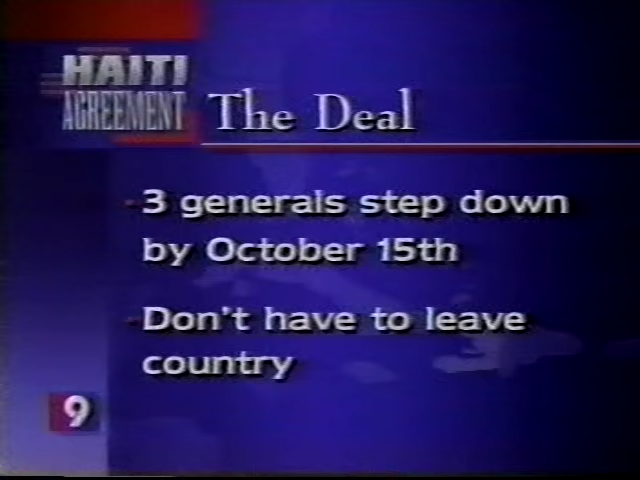 HAITI
AGREEMENT
The Deal
- 3 generals step down
by October 15th
- Don't have to leave
country
9